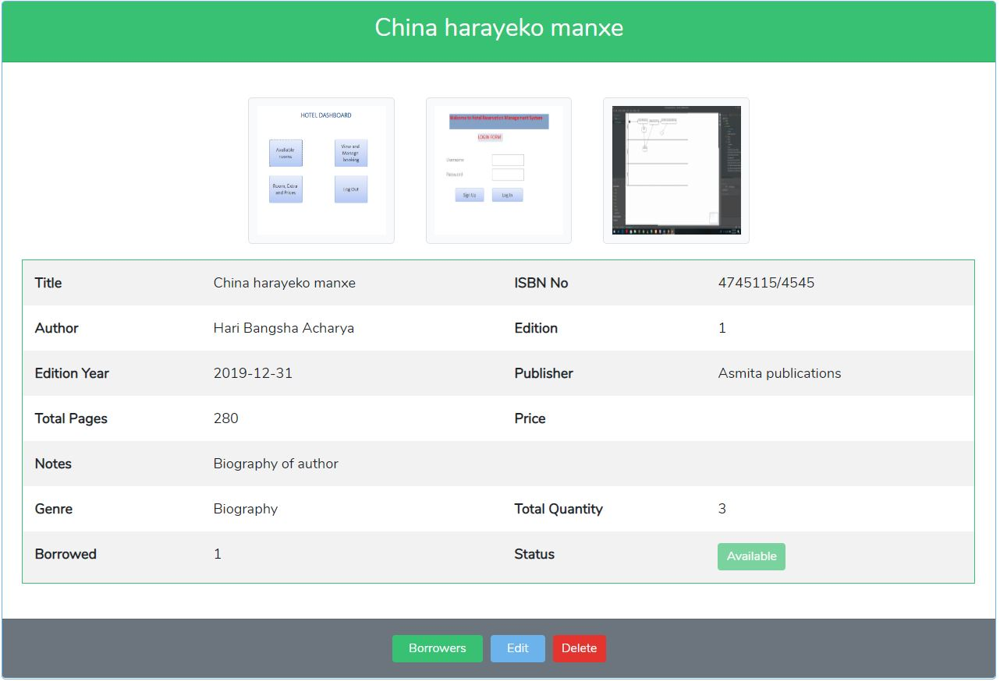 China harayeko manxe
HOTEL DASHBOARD
Available rooms
View and Manage booking
Room, Extra and Prices
Log Out
Welcome to Hotel Reservation Management System
LOGIN FORM
Username
Password
Sign Up
Log In
Title China harayeko manxe ISBN No 4745115/4545
Author Hari Bangsha Acharya Edition 1
Edition Year 2019-12-31 Publisher Asmita publications
Total Pages 280 Price
Notes Biography of author
Genre Biography Total Quantity 3
Borrowed 1 Status Available
Borrowers Edit Delete